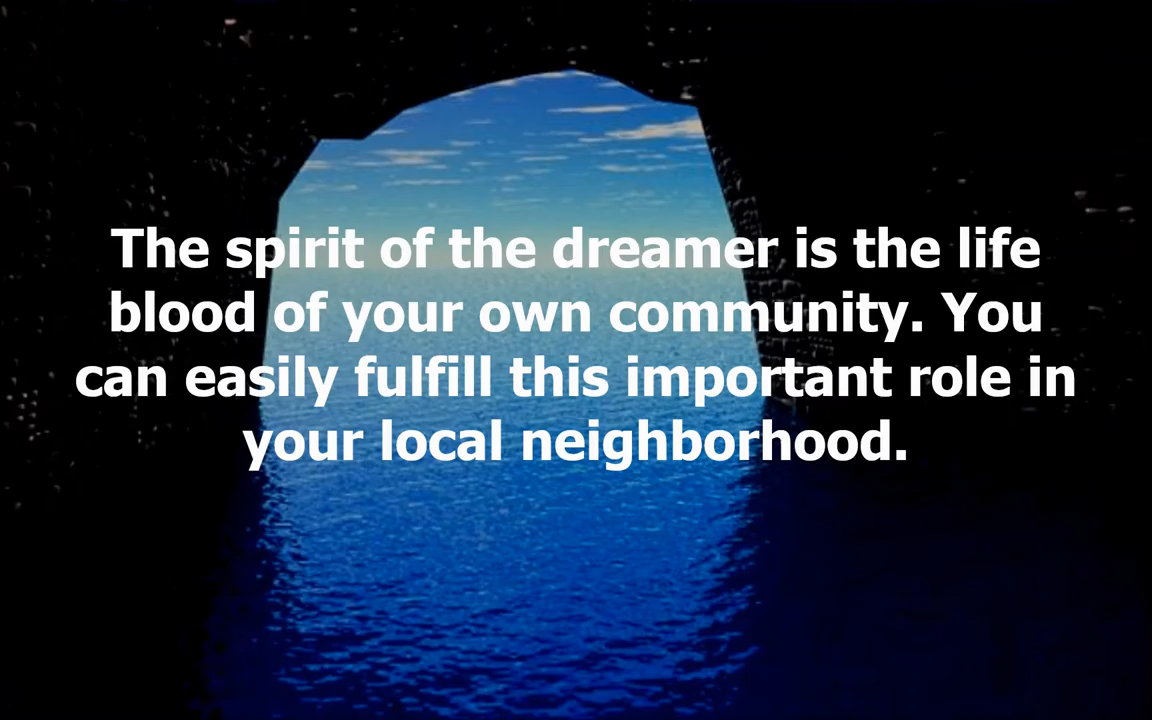 The spirit of the dreamer is the life
blood of your own community. You
can easily fulfill this important role in
your local neighborhood.